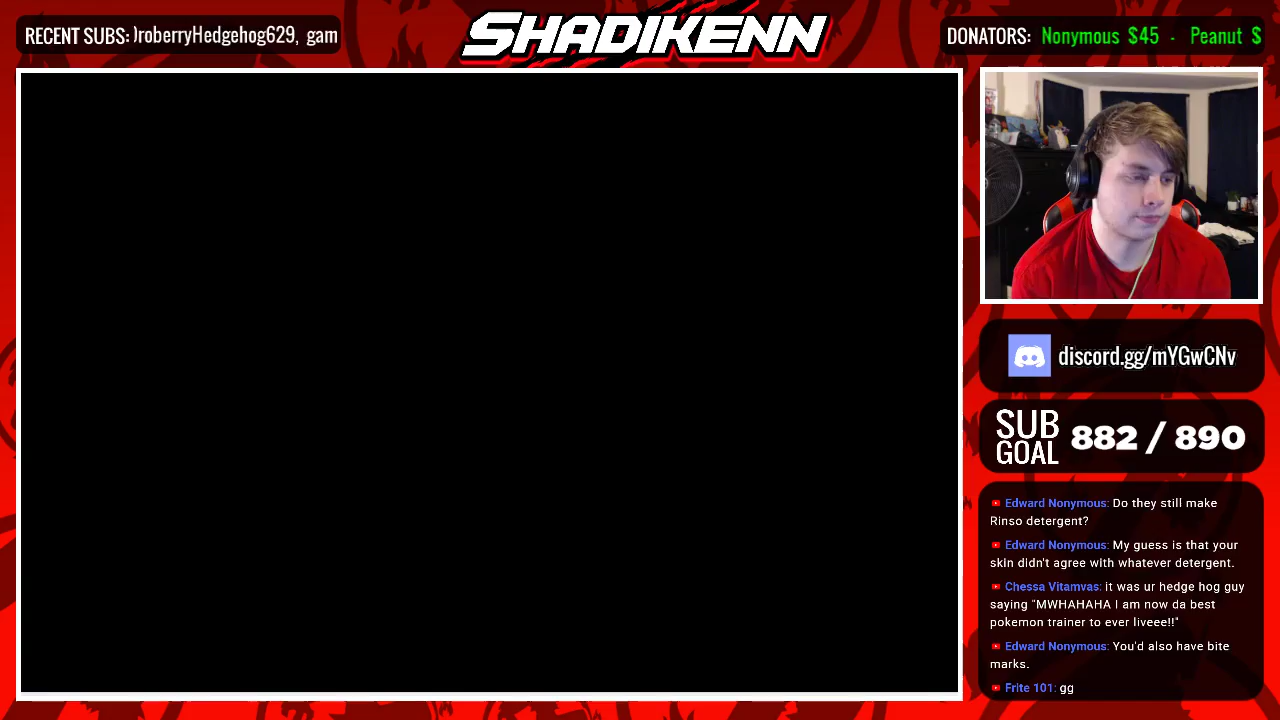 RECENT SUBS: )roberryHedgehog629, gam
SHADIKENN
DONATORS: Nonymous $45 - Peanut $
discord.gg/mYGwCNv
SUB
GOAL
882 / 890
Edward Nonymous: Do they still make
Rinso detergent?
Edward Nonymous: My guess is that your
skin didn't agree with whatever detergent.
Chessa Vitamvas: it was ur hedge hog guy
saying "MWHAHAHA I am now da best
pokemon trainer to ever liveee!!"
Edward Nonymous: You'd also have bite
marks.
Frite 101: gg